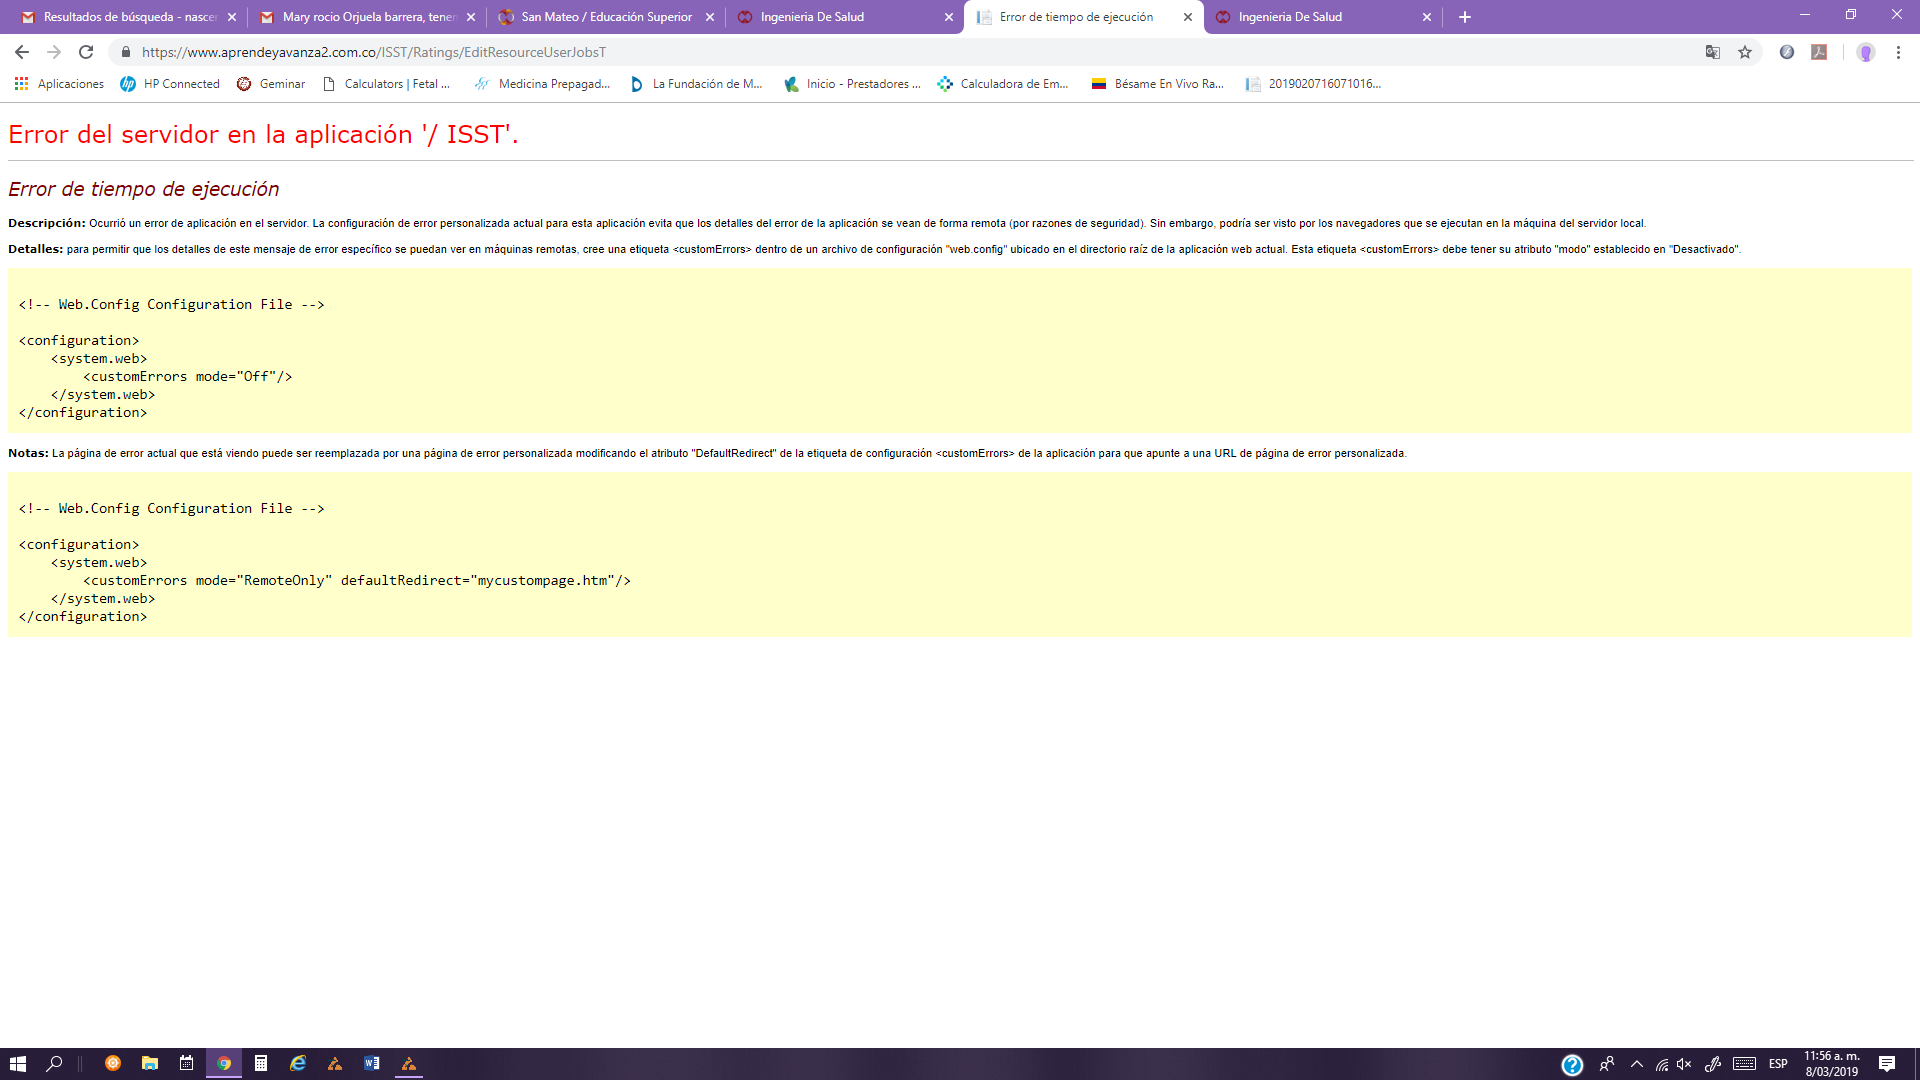 Resultados de búsqueda - nascer
Mary rocio Orjuela barrera, tener
San Mateo / Educación Superior
Ingenieria De Salud
Error de tiempo de ejecución
Ingenieria De Salud
https://www.aprendeyavanza2.com.co/ISST/Ratings/EditResourceUserJobsT
Aplicaciones
HP Connected
Geminar
Calculators | Fetal ...
Medicina Prepagad...
La Fundación de M...
Inicio - Prestadores ...
Calculadora de Em...
Bésame En Vivo Ra...
2019020716071016...
Error del servidor en la aplicación '/ ISST'.
Error de tiempo de ejecución
Descripción: Ocurrió un error de aplicación en el servidor. La configuración de error personalizada actual para esta aplicación evita que los detalles del error de la aplicación se vean de forma remota (por razones de seguridad). Sin embargo, podría ser visto por los navegadores que se ejecutan en la máquina del servidor local.
Detalles: para permitir que los detalles de este mensaje de error específico se puedan ver en máquinas remotas, cree una etiqueta <customErrors> dentro de un archivo de configuración "web.config" ubicado en el directorio raíz de la aplicación web actual. Esta etiqueta <customErrors> debe tener su atributo "modo" establecido en "Desactivado".
<!-- Web.Config Configuration File -->
<configuration>
    <system.web>
        <customErrors mode="Off"/>
    </system.web>
</configuration>
Notas: La página de error actual que está viendo puede ser reemplazada por una página de error personalizada modificando el atributo "DefaultRedirect" de la etiqueta de configuración <customErrors> de la aplicación para que apunte a una URL de página de error personalizada.
<!-- Web.Config Configuration File -->
<configuration>
    <system.web>
        <customErrors mode="RemoteOnly" defaultRedirect="mycustompage.htm"/>
    </system.web>
</configuration>
ESP
11:56 a. m.
8/03/2019